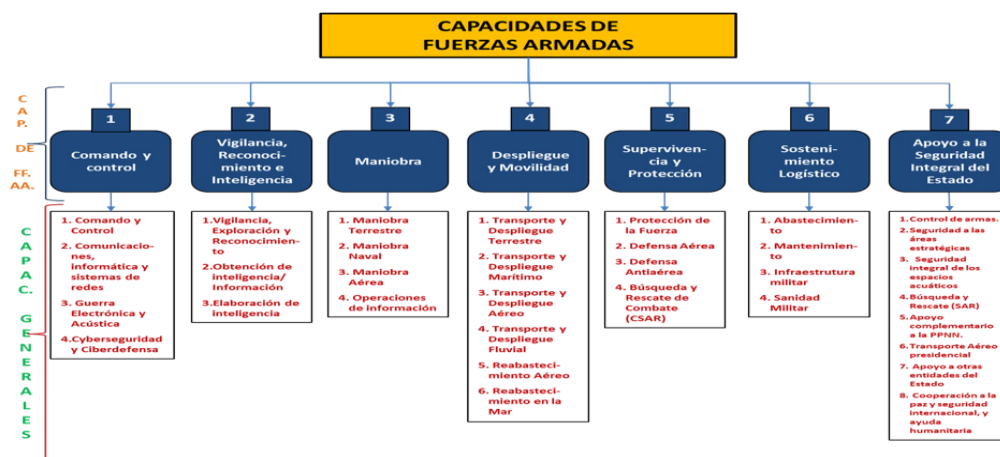 CAPACIDADES DE
FUERZAS ARMADAS
CAP.
DE
FF.
AA.
1
Comando y
control
2
Vigilancia,
Reconoci-
miento e
Inteligencia
3
Maniobra
4
Despliegue
y Movilidad
5
Superviven-
cia y
Protección
6
Sosteni-
miento
Logístico
7
Apoyo a la
Seguridad
Integral del
Estado
CAPAC. GENERALES
1. Comando y
Control
2. Comunicacio-
nes,
informática y
sistemas de
redes
3. Guerra
Electrónica y
Acústica
4.Cyberseguridad
y Ciberdefensa
1.Vigilancia,
Exploración y
Reconocimien-
to
2.Obtención de
inteligencia/
Información
3.Elaboración de
inteligencia
1. Maniobra
Terrestre
2. Maniobra
Naval
3. Maniobra
Aérea
4. Operaciones
de información
1. Transporte y
Despliegue
Terrestre
2. Transporte y
Despliegue
Marítimo
3. Transporte y
Despliegue
Aéreo
4. Transporte y
Despliegue
Fluvial
5. Reabasteci-
miento Aéreo
6. Reabasteci-
miento en la
Mar
1. Protección de
la Fuerza
2. Defensa Aérea
3. Defensa
Antiaérea
4. Búsqueda y
Rescate de
Combate
(CSAR)
1. Abastecimien-
to
2. Mantenimien-
to
3. Infraestrutura
militar
4. Sanidad
Militar
1.Control de armas.
2.Seguridad a las
áreas
estratégicas
3. Seguridad
integral de los
espacios
acuáticos
4.Búsqueda y
Rescate (SAR)
5. Apoyo
complementario
a la PPNN.
6.Transporte Aéreo
presidencial
7. Apoyo a otras
entidades del
Estado
8. Cooperación a la
paz y seguridad
internacional, y
ayuda
humanitaria